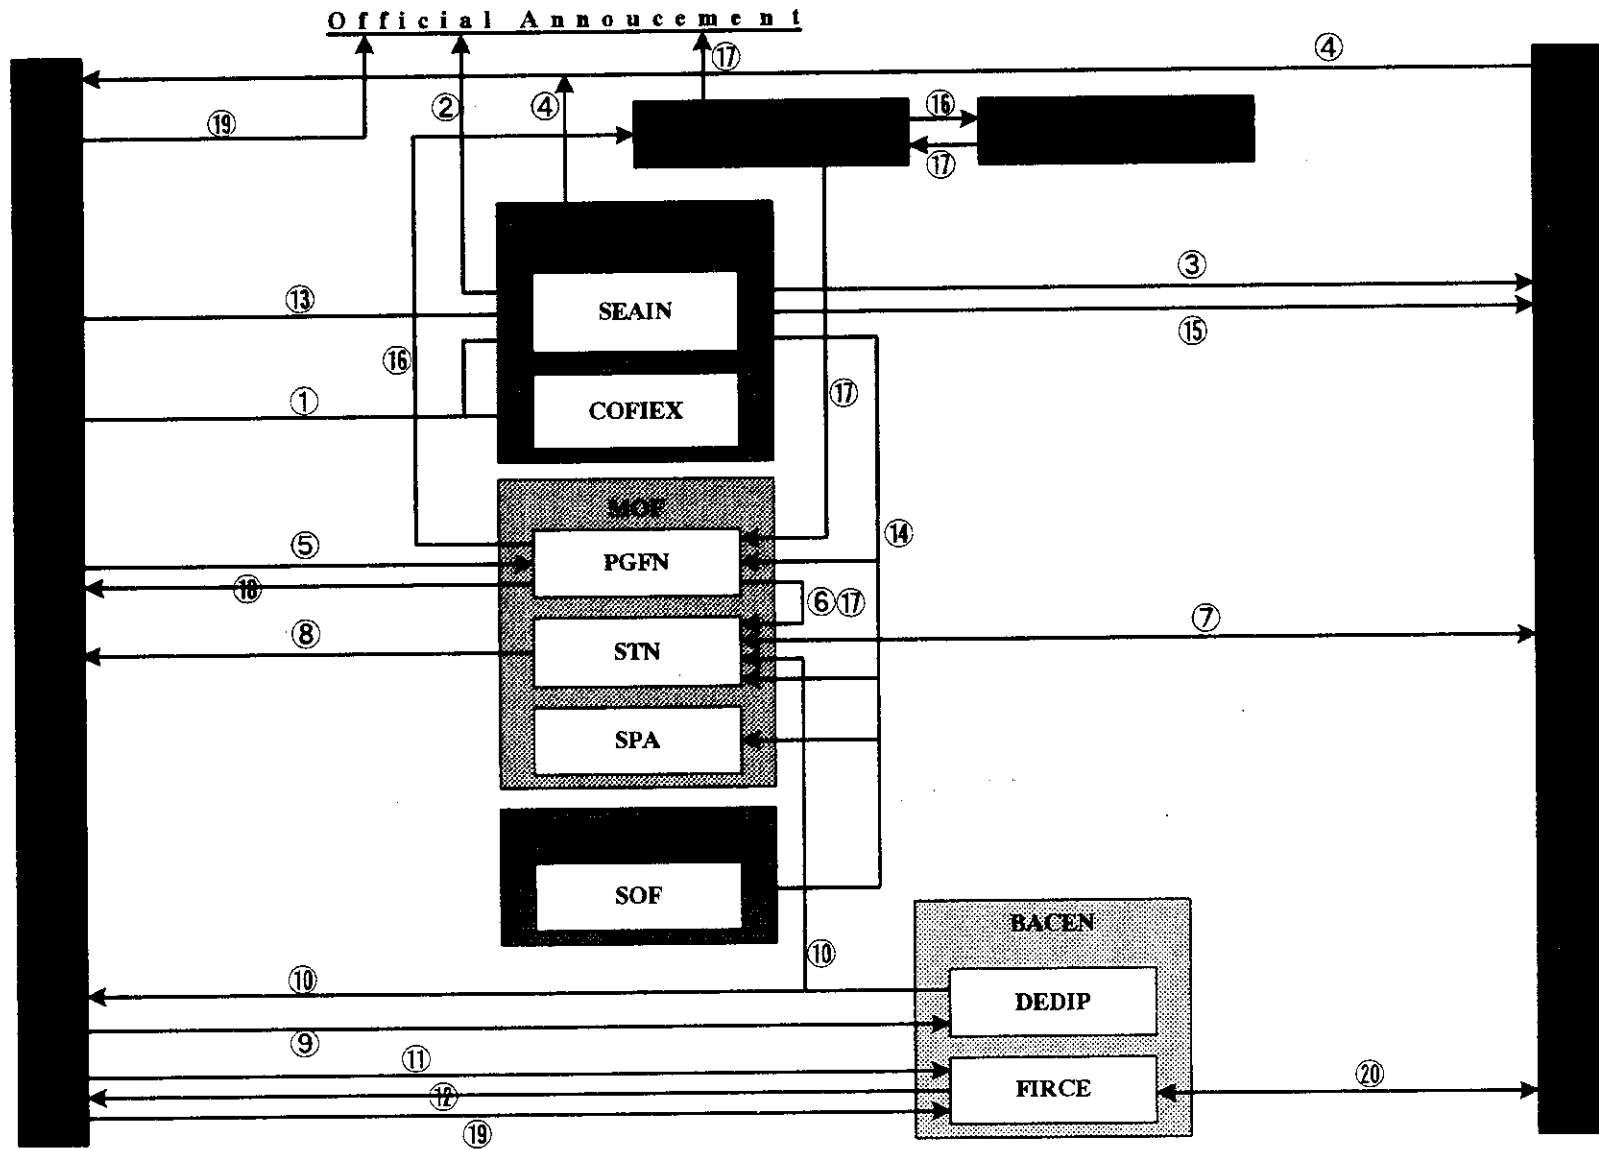 Official Annoucement
⑰
④
② ④ ⑯
⑲
⑰
③
⑬ SEAIN
⑮
⑯
① COFIEX ⑰
MOF
⑤ PGFN ⑭
⑱
⑥⑰ ⑦
⑧ STN
SPA
SOF
BACEN
⑩
⑩ DEDIP
⑨
⑪
⑫ FIRCE ⑳
⑲